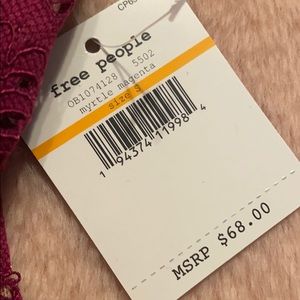 free people
OB1074128 5502
myrtle magenta
size S
1 94374 11998 4
MSRP $68.00